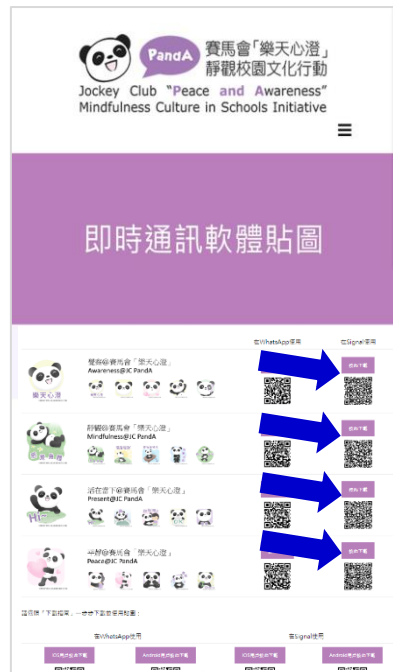 PandA
賽馬會「樂天心澄」
靜觀校園文化行動
Jockey Club "Peace and Awareness"
Mindfulness Culture in Schools Initiative
即時通訊軟體貼圖
在WhatsApp使用
在Signal使用
樂天心澄
覺察@賽馬會「樂天心澄」
Awareness@JC PandA
按此下載
靜觀@賽馬會「樂天心澄」
Mindfulness@JC PandA
按此下載
HI
活在當下@賽馬會「樂天心澄」
Present@JC PandA
按此下載
平靜@賽馬會「樂天心澄」
Peace@JC PandA
按此下載
在WhatsApp使用
在Signal使用